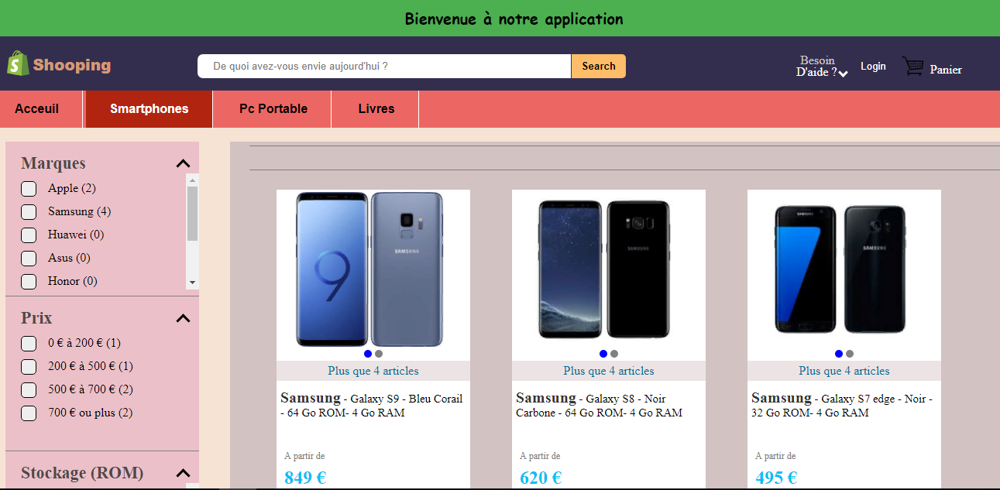 Bienvenue à notre application
Shooping
De quoi avez-vous envie aujourd'hui ?
Search
Besoin
D'aide ?
Login
Panier
Acceuil
Smartphones
Pc Portable
Livres
Marques
Apple (2)
Samsung (4)
Huawei (0)
Asus (0)
Honor (0)
Prix
0 € à 200 € (1)
200 € à 500 € (1)
500 € à 700 € (2)
700 € ou plus (2)
Stockage (ROM)
9
SAMSUNG
Plus que 4 articles
Samsung - Galaxy S9 - Bleu Corail
- 64 Go ROM- 4 Go RAM
A partir de
849 €
SAMSUNG
Plus que 4 articles
Samsung - Galaxy S8 - Noir
Carbone - 64 Go ROM- 4 Go RAM
A partir de
620 €
SAMSUNG
SAMSUNG
Plus que 4 articles
Samsung - Galaxy S7 edge - Noir -
32 Go ROM- 4 Go RAM
A partir de
495 €